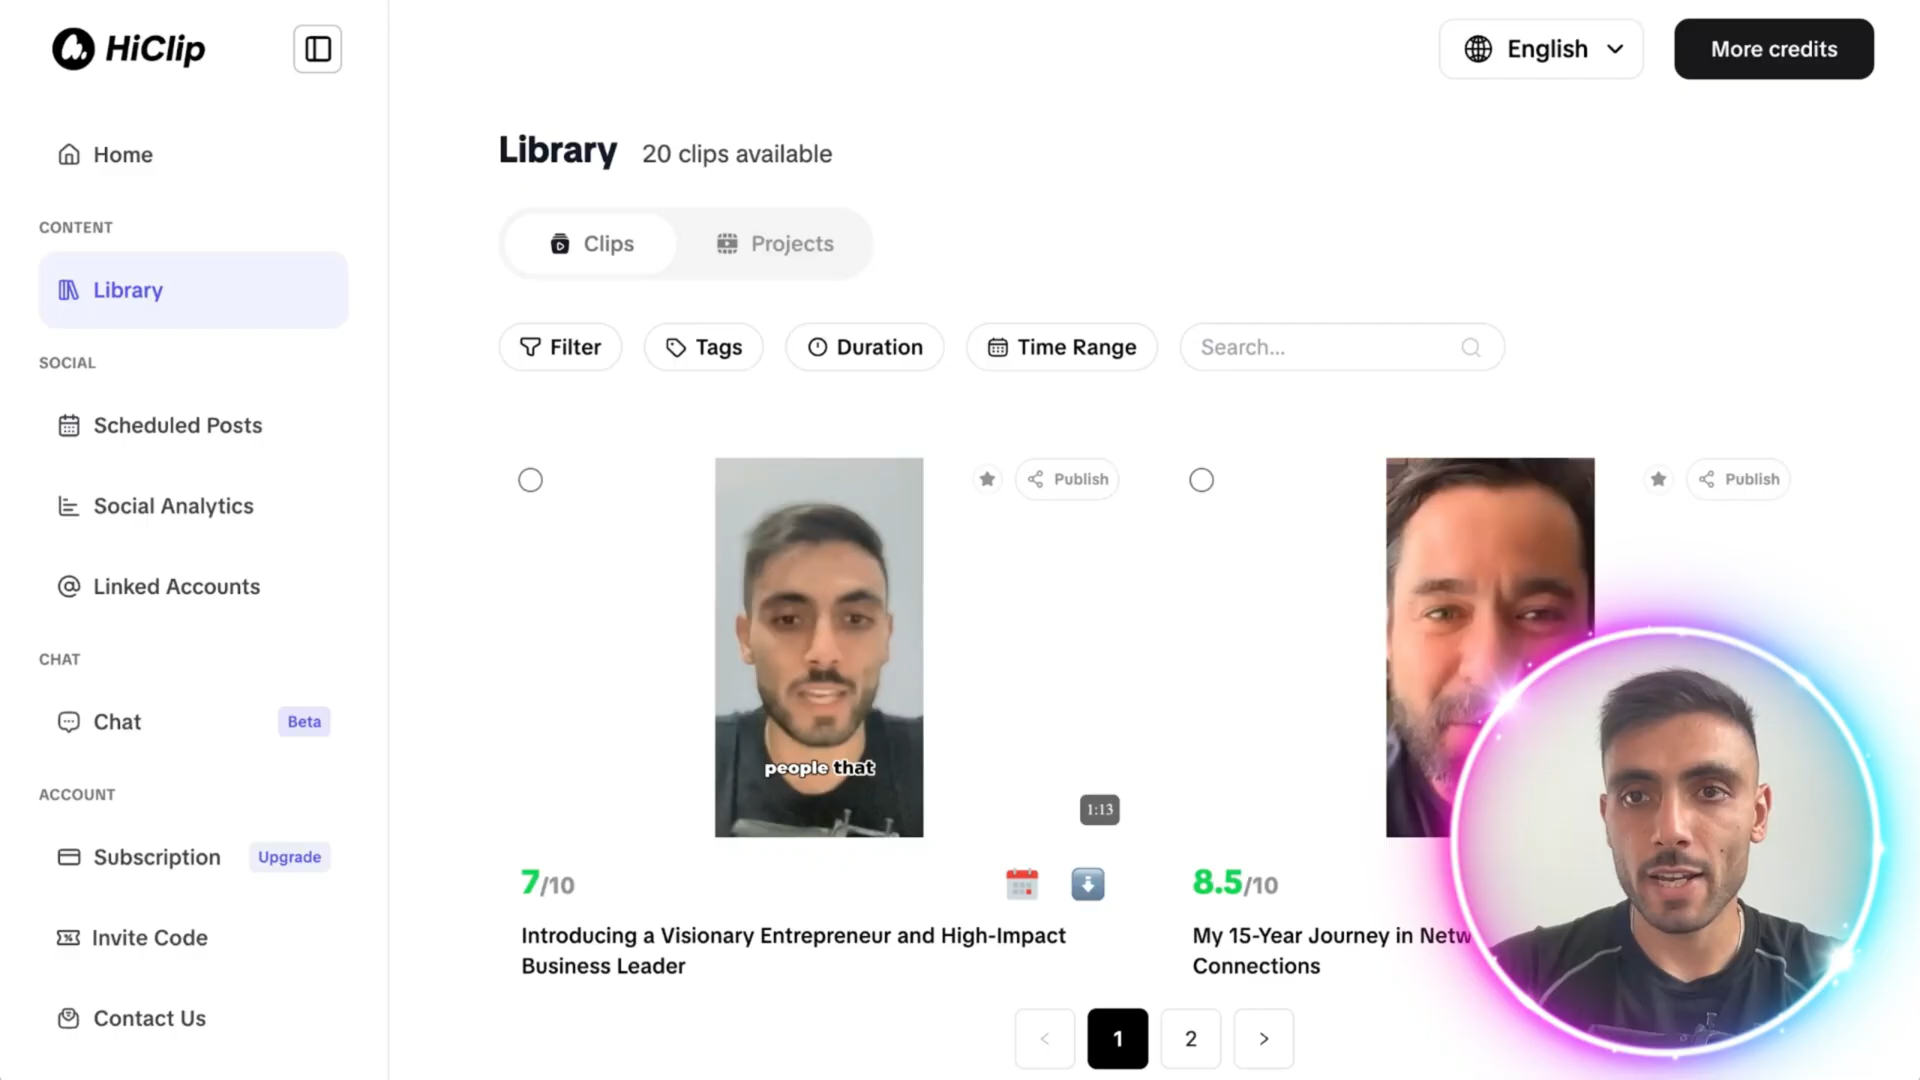 HiClip
English
More credits
Home
CONTENT
Library
SOCIAL
Scheduled Posts
Social Analytics
Linked Accounts
CHAT
Chat
Beta
ACCOUNT
Subscription
Upgrade
Invite Code
Contact Us
Library
20 clips available
Clips
Projects
Filter
Tags
Duration
Time Range
Search...
Publish
people that
1:13
7/10
Introducing a Visionary Entrepreneur and High-Impact
Business Leader
Publish
8.5/10
My 15-Year Journey in Netw
Connections
<
1
2
>